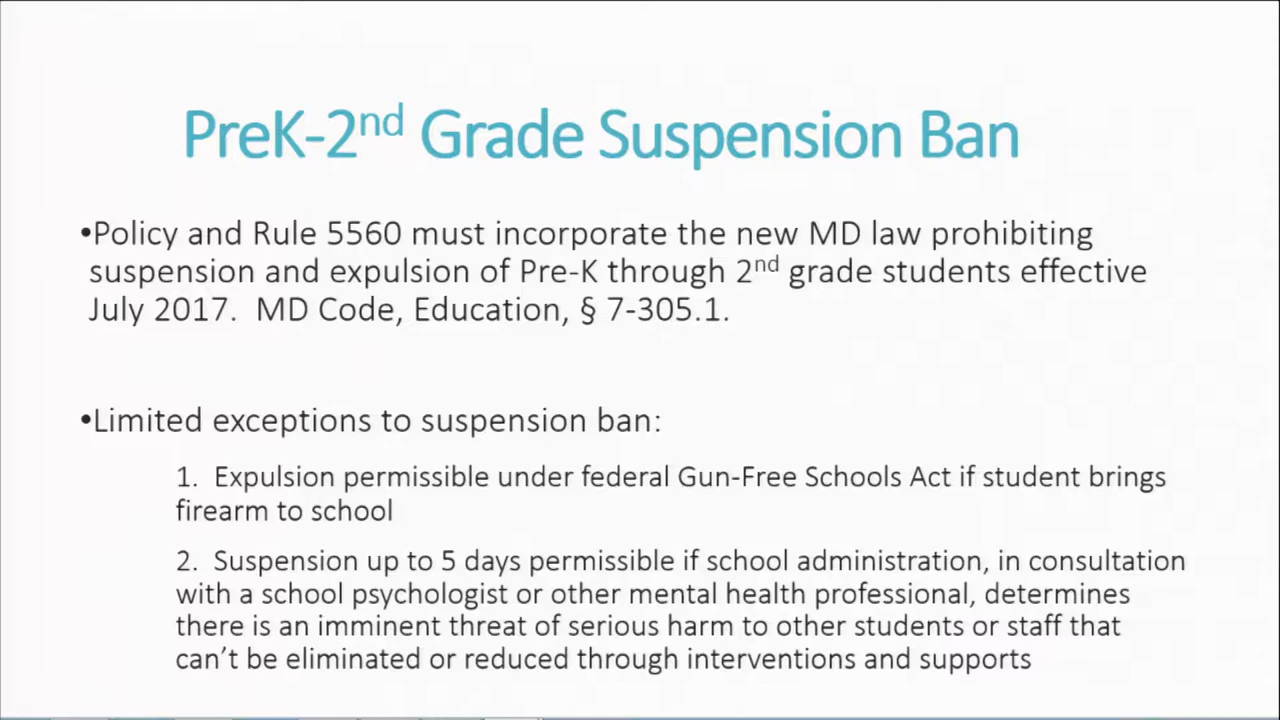 PreK-2nd Grade Suspension Ban
•Policy and Rule 5560 must incorporate the new MD law prohibiting
suspension and expulsion of Pre-K through 2nd grade students effective
July 2017.  MD Code, Education, § 7-305.1.
•Limited exceptions to suspension ban:
1.  Expulsion permissible under federal Gun-Free Schools Act if student brings
firearm to school
2.  Suspension up to 5 days permissible if school administration, in consultation
with a school psychologist or other mental health professional, determines
there is an imminent threat of serious harm to other students or staff that
can’t be eliminated or reduced through interventions and supports